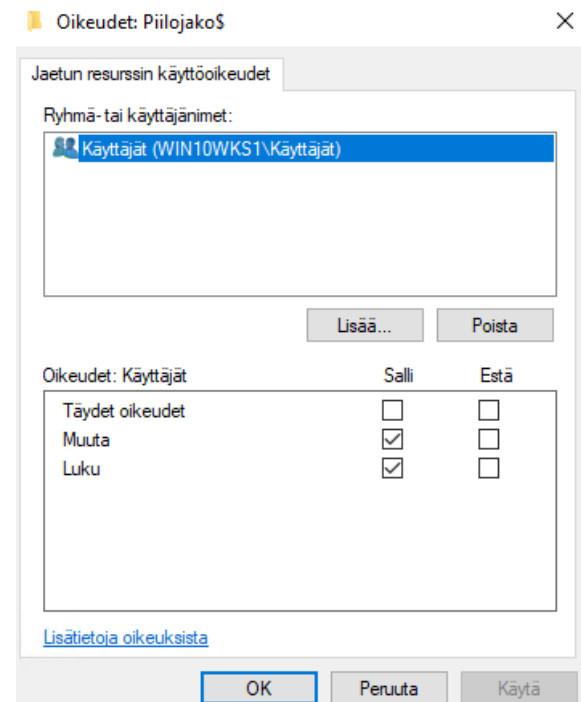 Oikeudet: Piilojako$
Jaetun resurssin käyttöoikeudet
Ryhmä- tai käyttäjänimet:
Käyttäjät (WIN10WKS1\Käyttäjät)
Lisää... Poista
Oikeudet: Käyttäjät Salli Estä
Täydet oikeudet
Muuta
Luku
Lisätietoja oikeuksista
OK Peruuta Käytä